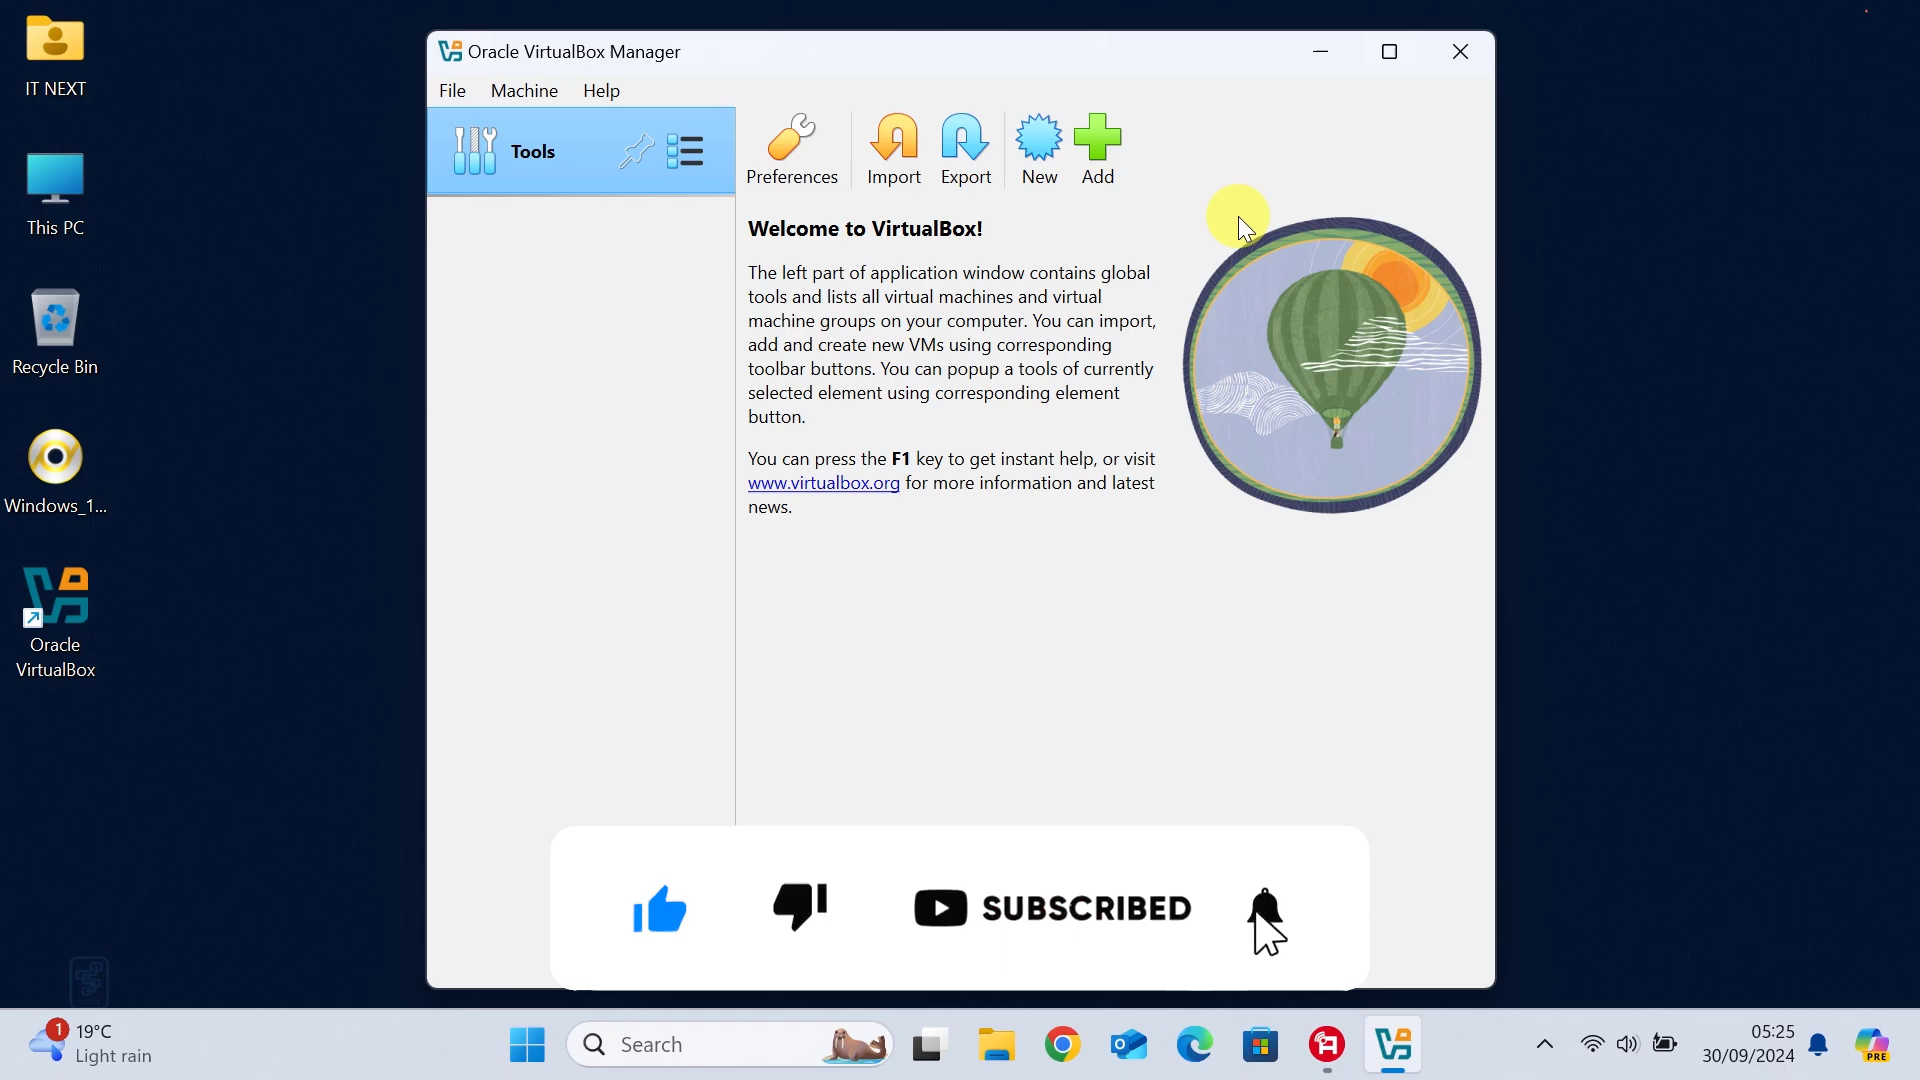 IT NEXT
This PC
Recycle Bin
Windows_1...
Oracle
VirtualBox
Oracle VirtualBox Manager
File Machine Help
Tools
Preferences Import Export New Add
Welcome to VirtualBox!
The left part of application window contains global
tools and lists all virtual machines and virtual
machine groups on your computer. You can import,
add and create new VMs using corresponding
toolbar buttons. You can popup a tools of currently
selected element using corresponding element
button.
You can press the F1 key to get instant help, or visit
www.virtualbox.org for more information and latest
news.
SUBSCRIBED
1
19°C
Light rain
Search
05:25
30/09/2024
PRE